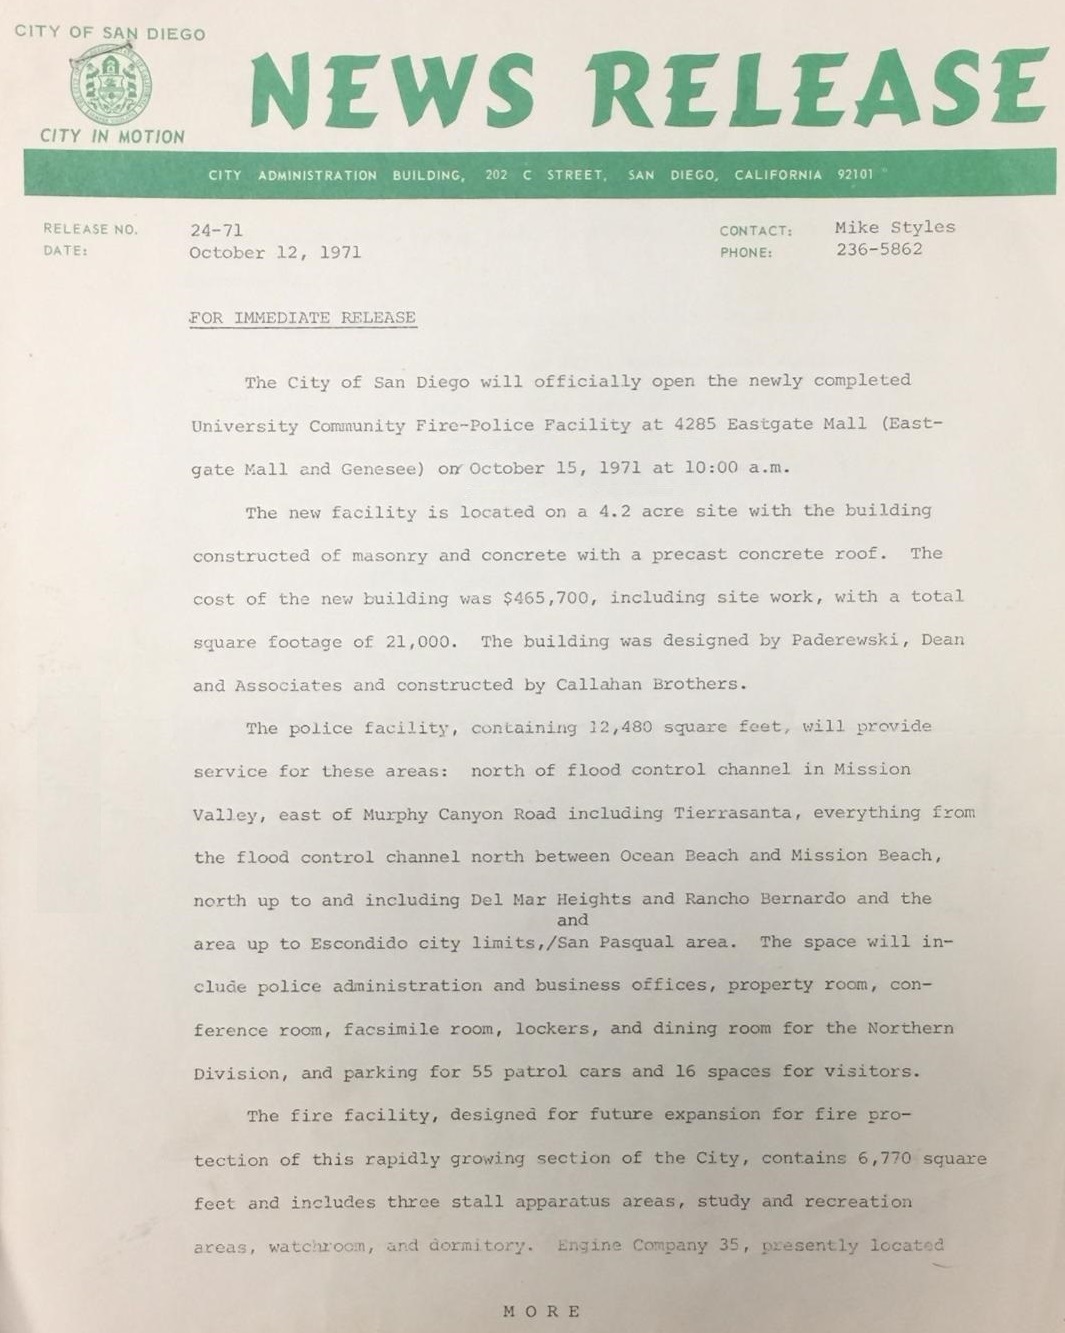 CITY OF SAN DIEGO
CITY IN MOTION
NEWS RELEASE
CITY ADMINISTRATION BUILDING, 202 C STREET, SAN DIEGO, CALIFORNIA 92101
RELEASE NO. 24-71
CONTACT: Mike Styles
DATE: October 12, 1971
PHONE: 236-5862
FOR IMMEDIATE RELEASE
The City of San Diego will officially open the newly completed
University Community Fire-Police Facility at 4285 Eastgate Mall (East-
gate Mall and Genesee) on October 15, 1971 at 10:00 a.m.
The new facility is located on a 4.2 acre site with the building
constructed of masonry and concrete with a precast concrete roof. The
cost of the new building was $465,700, including site work, with a total
square footage of 21,000. The building was designed by Paderewski, Dean
and Associates and constructed by Callahan Brothers.
The police facility, containing 12,480 square feet, will provide
service for these areas: north of flood control channel in Mission
Valley, east of Murphy Canyon Road including Tierrasanta, everything from
the flood control channel north between Ocean Beach and Mission Beach,
north up to and including Del Mar Heights and Rancho Bernardo and the
and
area up to Escondido city limits,/San Pasqual area. The space will in-
clude police administration and business offices, property room, con-
ference room, facsimile room, lockers, and dining room for the Northern
Division, and parking for 55 patrol cars and 16 spaces for visitors.
The fire facility, designed for future expansion for fire pro-
tection of this rapidly growing section of the City, contains 6,770 square
feet and includes three stall apparatus areas, study and recreation
areas, watchroom, and dormitory. Engine Company 35, presently located
M O R E